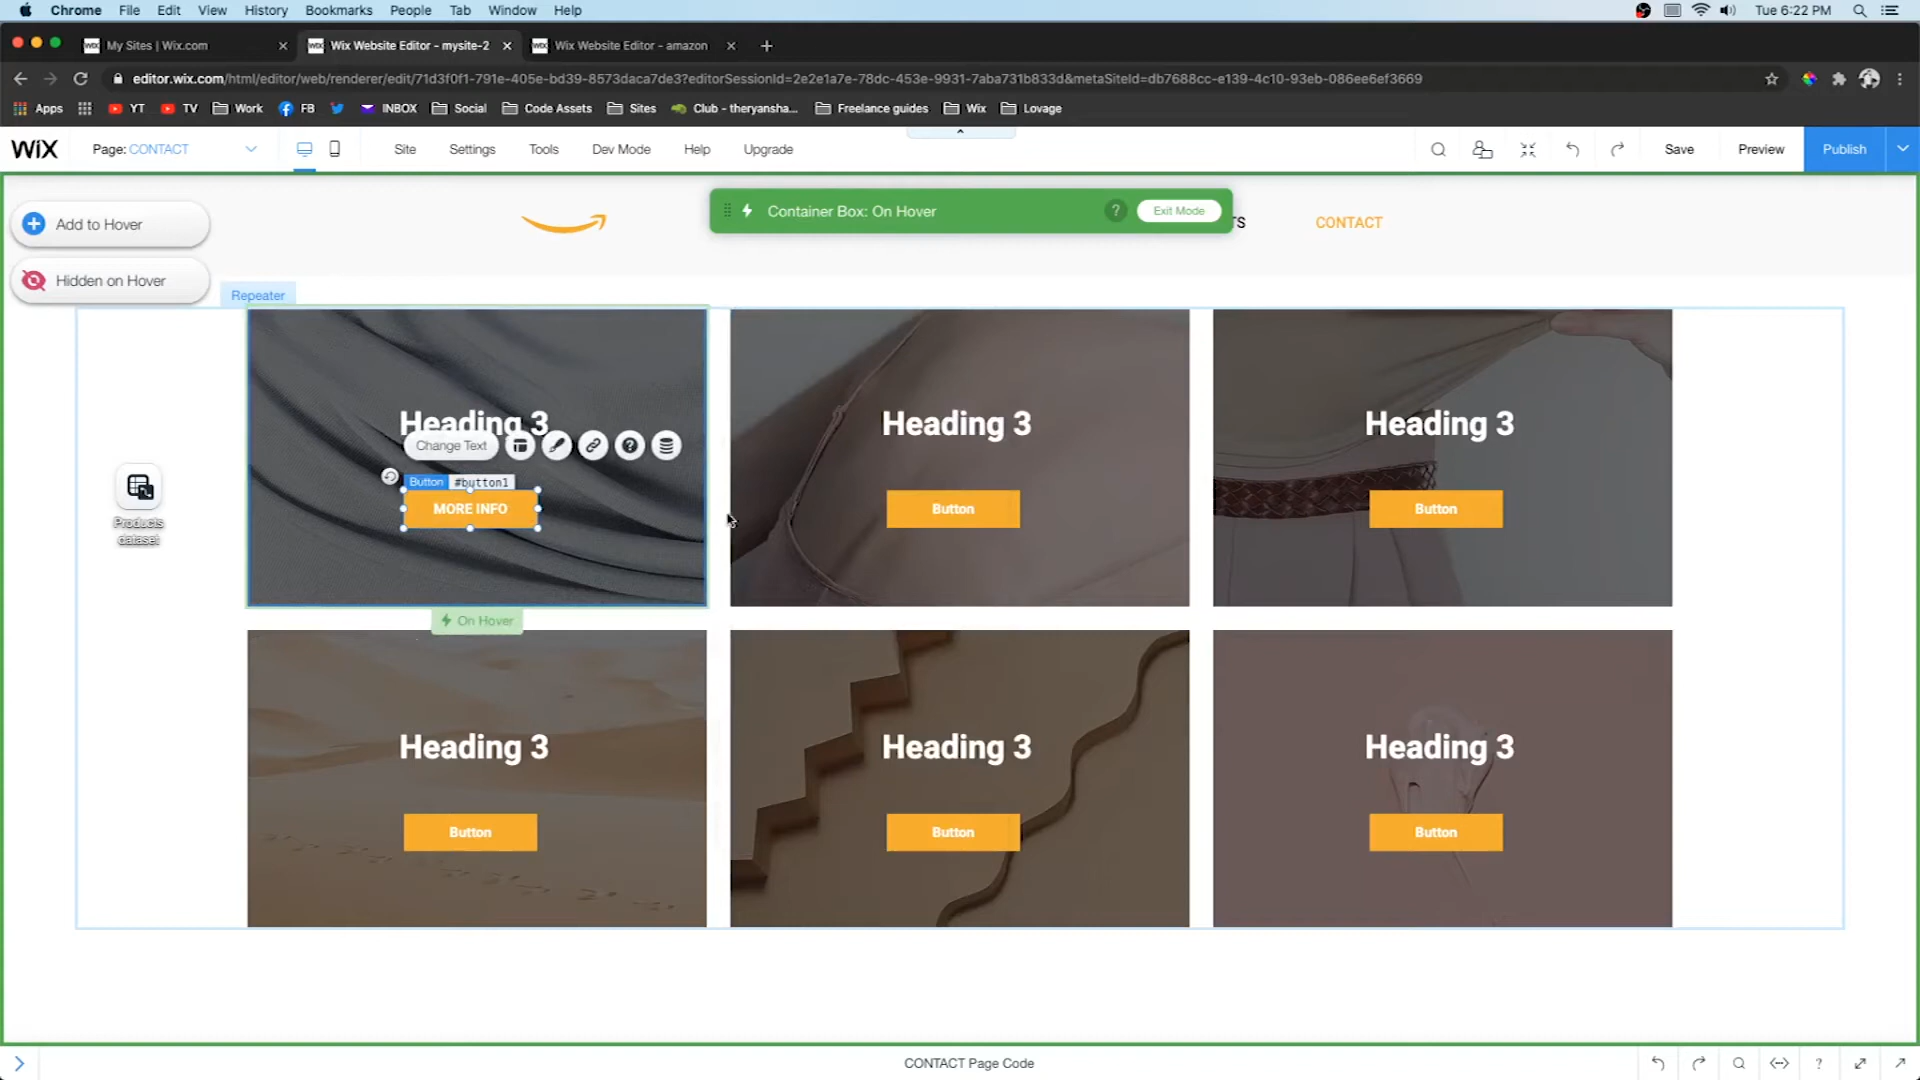 Chrome File Edit View History Bookmarks People Tab Window Help Tue 6:22 PM
My Sites | Wix.com Wix Website Editor - mysite-2 Wix Website Editor - amazon
editor.wix.com/html/editor/web/renderer/edit/71d3f0f1-791e-405e-bd39-8573daca7de3?editorSessionId=2e2e1a7e-78dc-453e-9931-7aba731b833d&metaSiteId=db7688cc-e139-4c10-93eb-086ee6ef3669
Apps YT TV Work FB INBOX Social Code Assets Sites Club - theryansha... Freelance guides Wix Lovage
WiX Page: CONTACT Site Settings Tools Dev Mode Help Upgrade Save Preview Publish
Add to Hover
Container Box: On Hover ? Exit Mode
TS CONTACT
Hidden on Hover
Repeater
Heading 3 Heading 3 Heading 3
Change Text
Button #button1
MORE INFO Button Button
Products
dataset
On Hover
Heading 3 Heading 3 Heading 3
Button Button Button
CONTACT Page Code